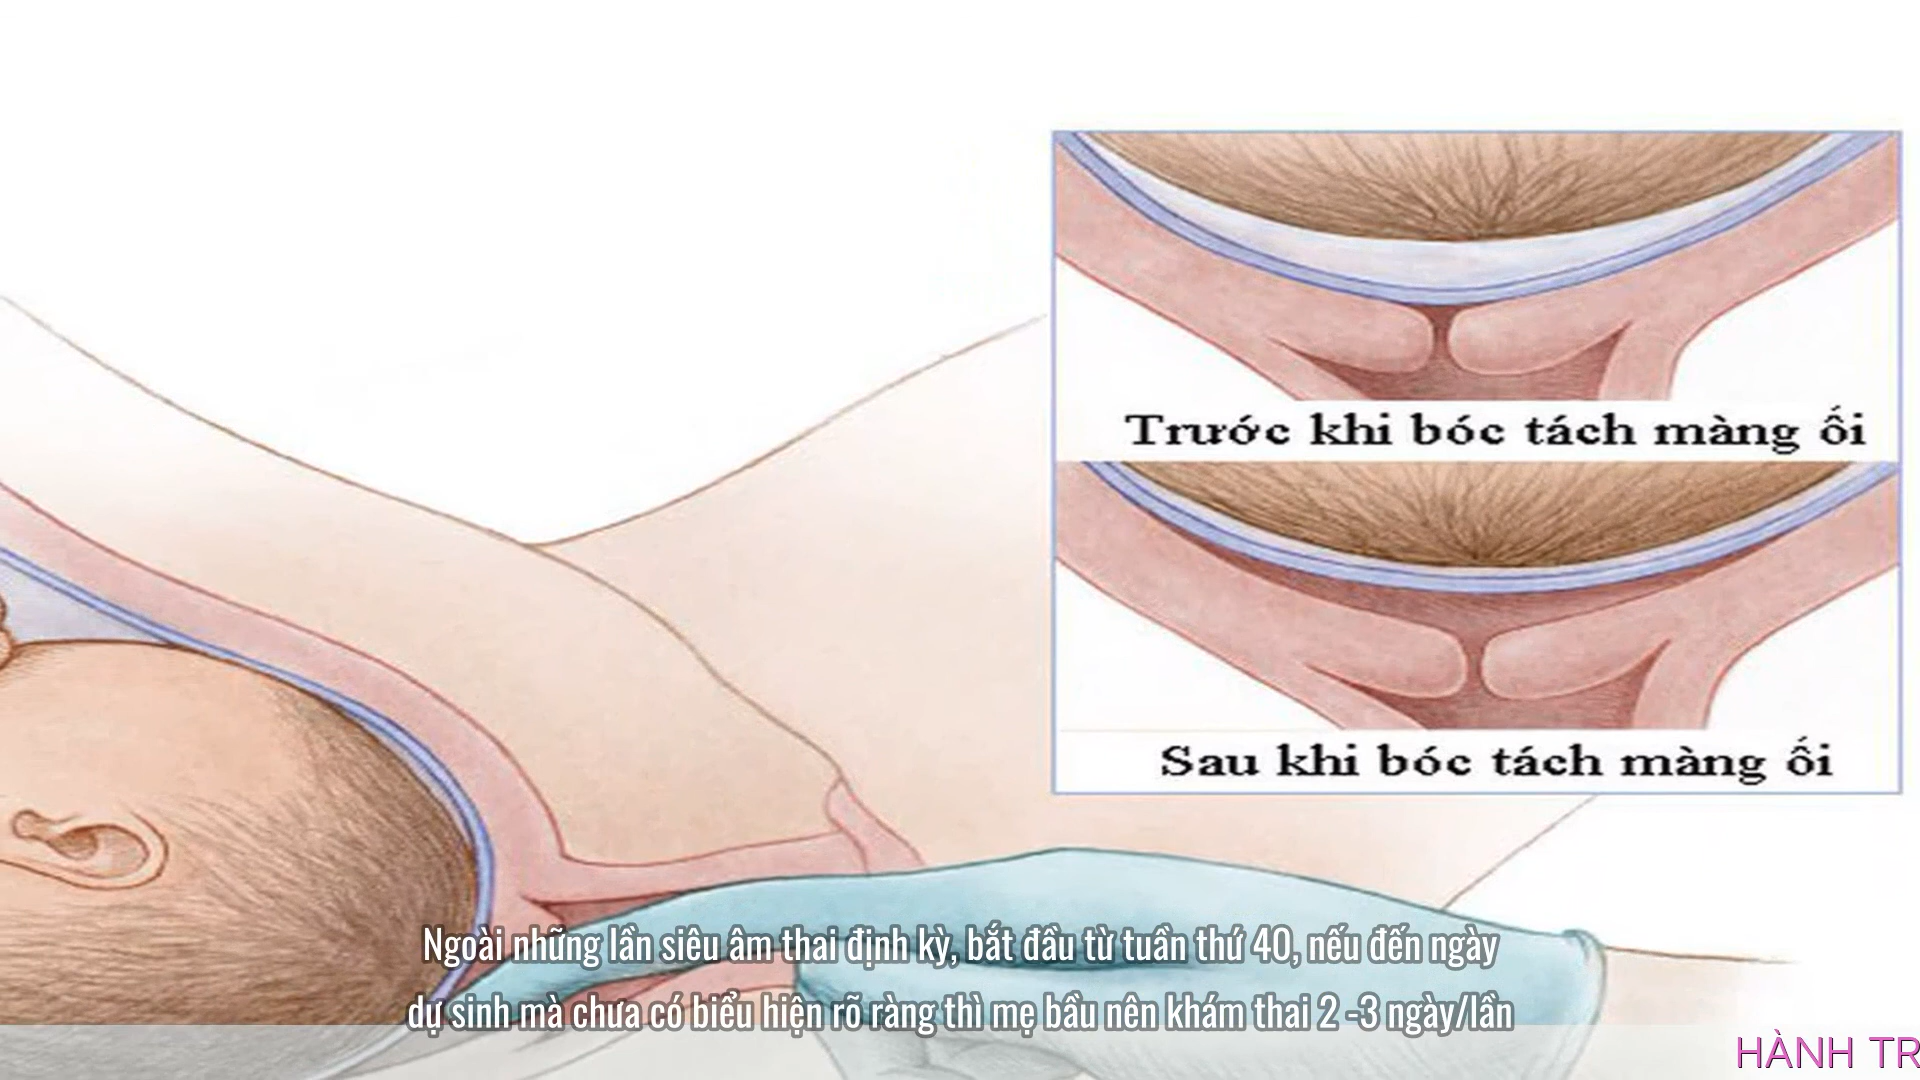 Trước khi bóc tách màng ối
Sau khi bóc tách màng ối
Ngoài những lần siêu âm thai định kỳ, bắt đầu từ tuần thứ 40, nếu đến ngày
dự sinh mà chưa có biểu hiện rõ ràng thì mẹ bầu nên khám thai 2 -3 ngày/lần
HÀNH TR